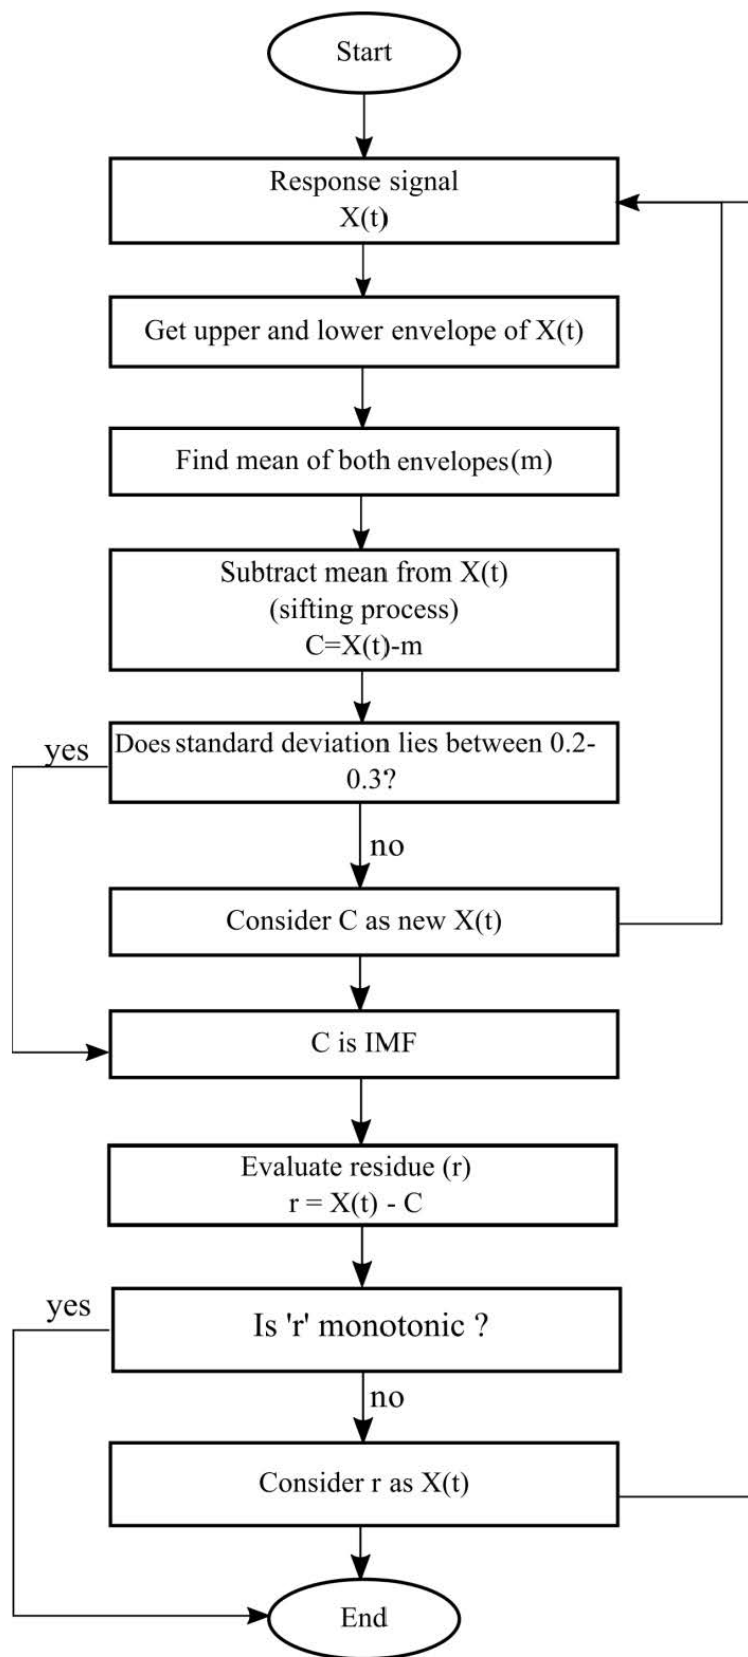 Start
Response signal
X(t)
Get upper and lower envelope of X(t)
Find mean of both envelopes(m)
Subtract mean from X(t)
(sifting process)
C=X(t)-m
yes
Does standard deviation lies between 0.2-
0.3?
no
Consider C as new X(t)
C is IMF
Evaluate residue (r)
r = X(t) - C
yes
Is 'r' monotonic ?
no
Consider r as X(t)
End